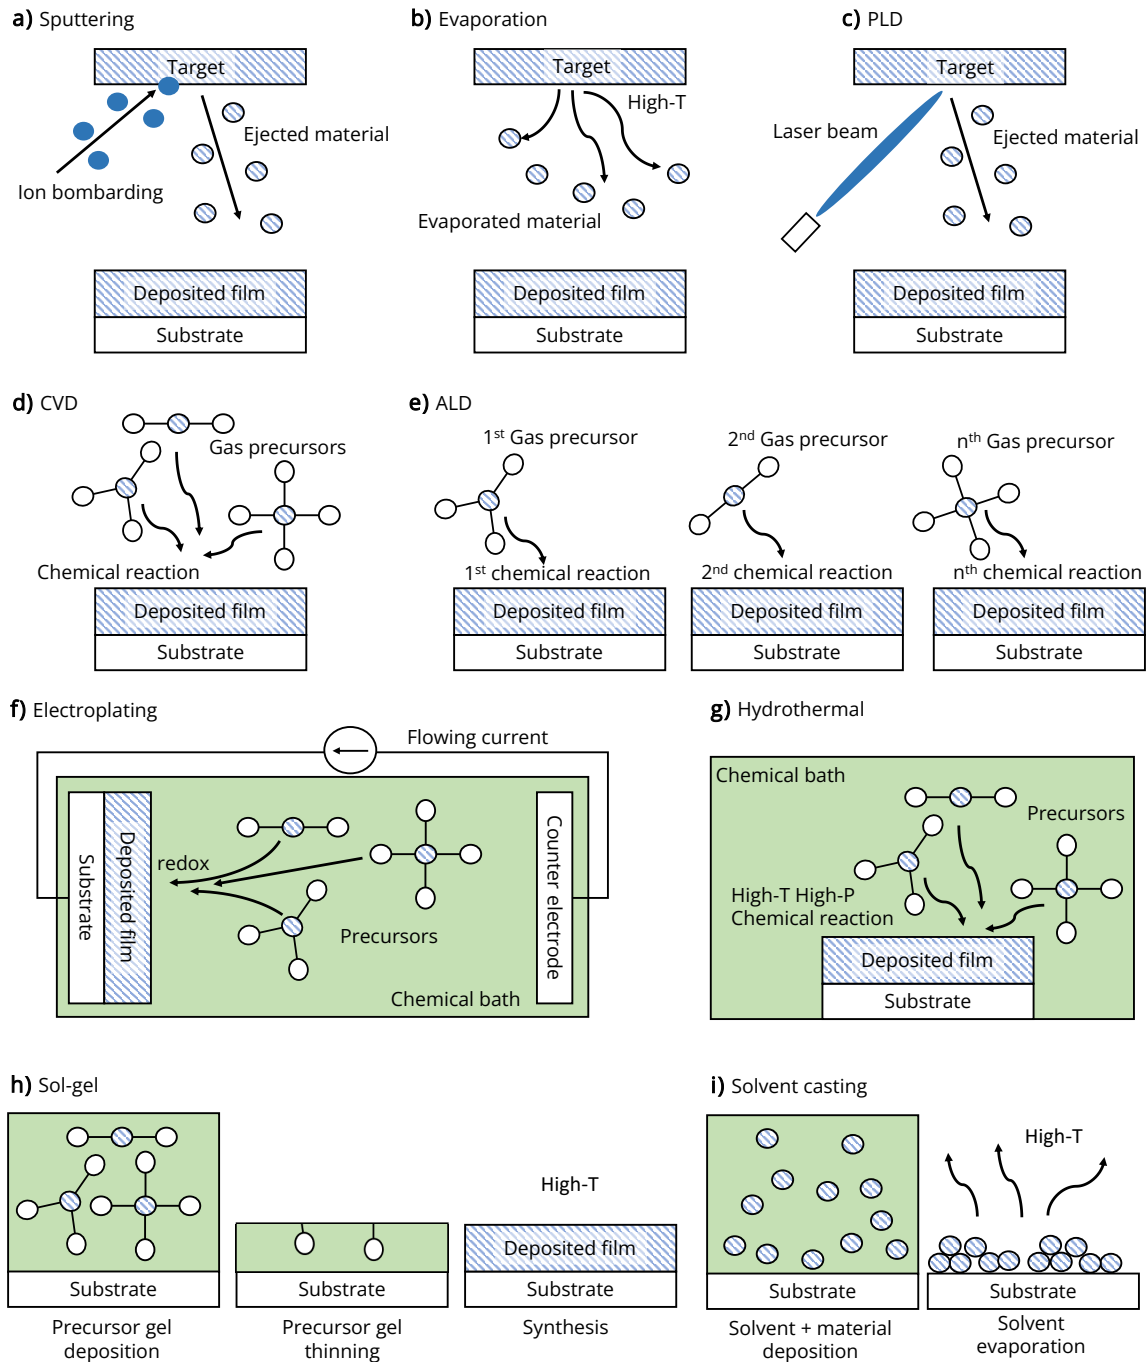 a) Sputtering
Target
Ejected material
Ion bombarding
Deposited film
Substrate
b) Evaporation
Target
High-T
Evaporated material
Deposited film
Substrate
c) PLD
Target
Laser beam
Ejected material
Deposited film
Substrate
d) CVD
Gas precursors
Chemical reaction
Deposited film
Substrate
e) ALD
1st Gas precursor
1st chemical reaction
Deposited film
Substrate
2nd Gas precursor
2nd chemical reaction
Deposited film
Substrate
nth Gas precursor
nth chemical reaction
Deposited film
Substrate
f) Electroplating
Flowing current
Substrate
Deposited film
redox
Precursors
Counter electrode
Chemical bath
g) Hydrothermal
Chemical bath
Precursors
High-T High-P
Chemical reaction
Deposited film
Substrate
h) Sol-gel
Substrate
Precursor gel
deposition
Substrate
Precursor gel
thinning
High-T
Deposited film
Substrate
Synthesis
i) Solvent casting
Substrate
Solvent + material
deposition
High-T
Substrate
Solvent
evaporation